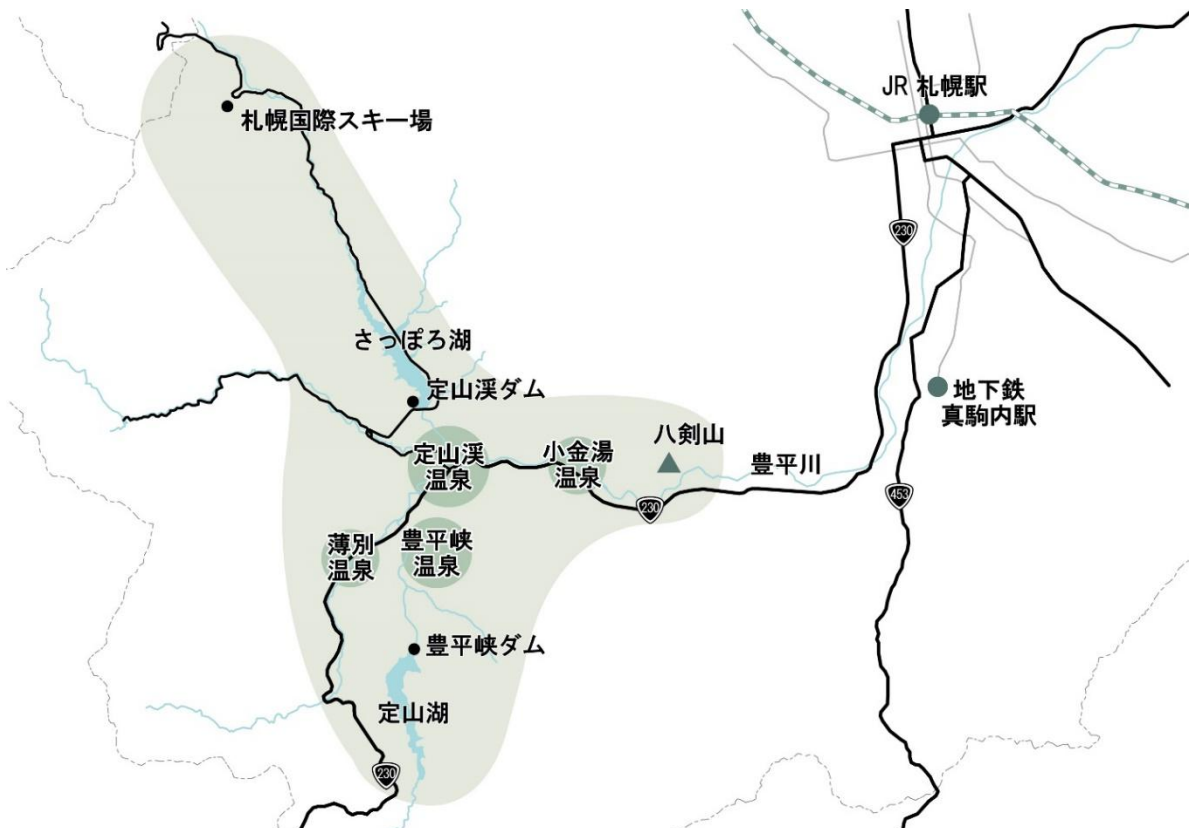 JR 札幌駅
札幌国際スキー場
230
さっぽろ湖
定山渓ダム
地下鉄
真駒内駅
定山渓
温泉
小金湯
温泉
八剣山
豊平川
230
453
薄別
温泉
豊平峡
温泉
豊平峡ダム
定山湖
230